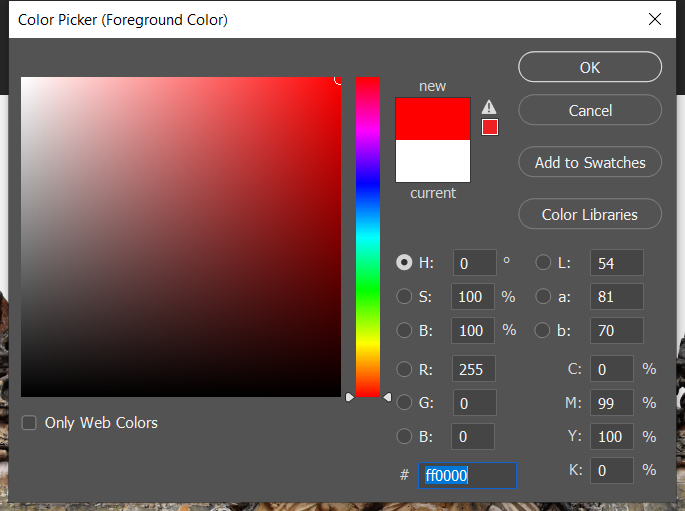 Color Picker (Foreground Color)
new
current
OK
Cancel
Add to Swatches
Color Libraries
H: 0 °
S: 100 %
B: 100 %
R: 255
G: 0
B: 0
# ff0000
L: 54
a: 81
b: 70
C: 0 %
M: 99 %
Y: 100 %
K: 0 %
Only Web Colors